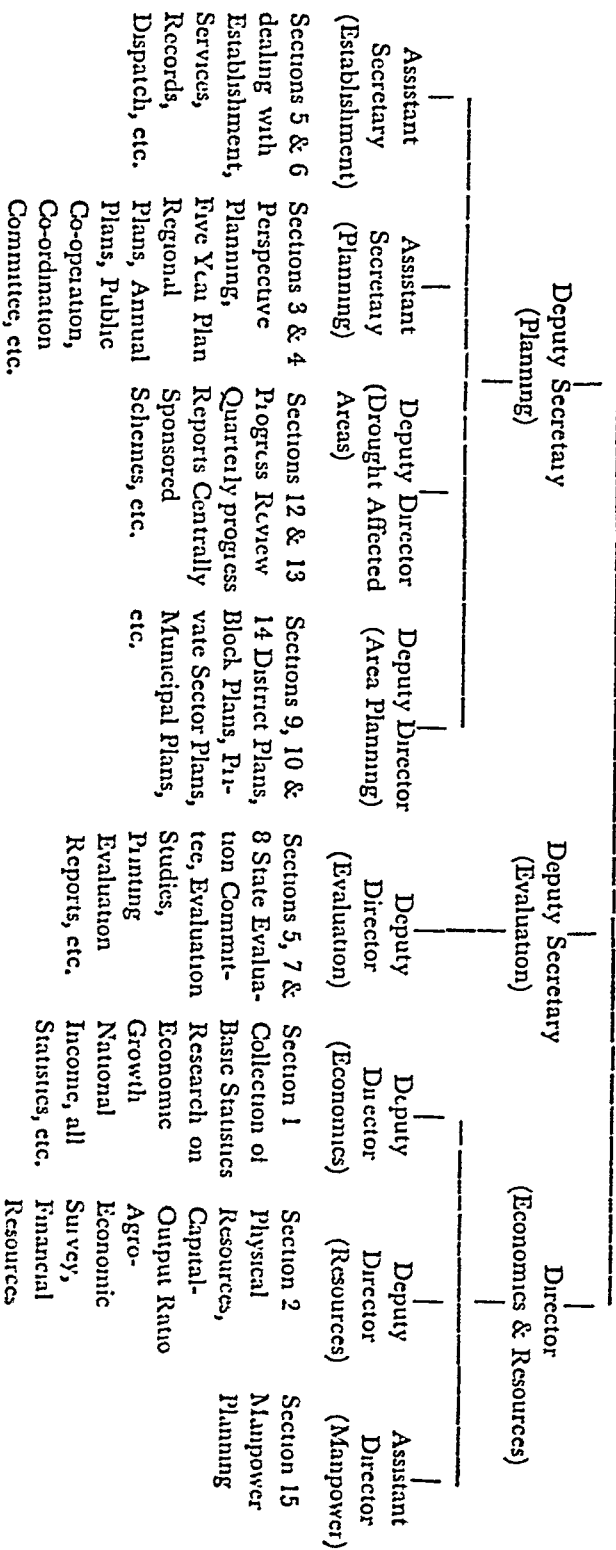 Deputy Secretary
(Planning)
Deputy Secretary
(Evaluation)
Director
(Economics & Resources)
Assistant
Secretary
(Establishment)
Sections 5 & 6
dealing with
Establishment,
Services,
Records,
Dispatch, etc.
Assistant
Secretary
(Planning)
Sections 3 & 4
Perspective
Planning,
Five Year Plan
Regional
Plans, Annual
Plans, Public
Co-operation,
Co-ordination
Committee, etc.
Deputy Director
(Drought Affected
Areas)
Sections 12 & 13
Progress Review
Quarterly progress
Reports Centrally
Sponsored
Schemes, etc.
Deputy Director
(Area Planning)
Sections 9, 10 &
14 District Plans,
Block Plans, Pri-
vate Sector Plans,
Municipal Plans,
etc.
Deputy
Director
(Evaluation)
Sections 5, 7 &
8 State Evalua-
tion Commit-
tee, Evaluation
Studies,
Printing
Evaluation
Reports, etc.
Deputy
Director
(Economics)
Section 1
Collection of
Basic Statistics
Research on
Economic
Growth
National
Income, all
Statistics, etc.
Deputy
Director
(Resources)
Section 2
Physical
Resources,
Capital-
Output Ratio
Agro-
Economic
Survey,
Financial
Resources
Assistant
Director
(Manpower)
Section 15
Manpower
Planning